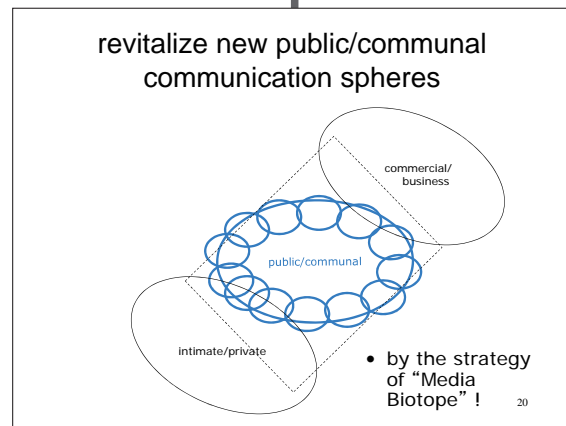 revitalize new public/communal
communication spheres
commercial/
business
public/communal
intimate/private
• by the strategy
of “Media
Biotope” !
20